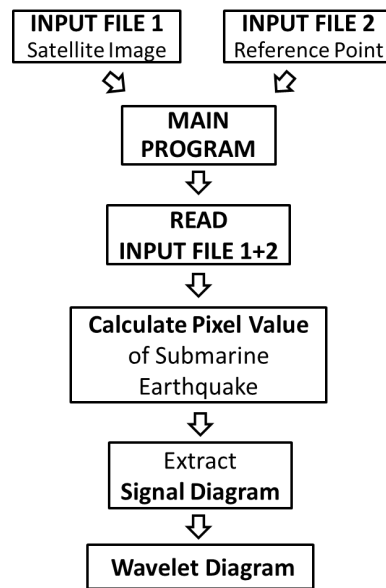 INPUT FILE 1
Satellite Image
INPUT FILE 2
Reference Point
MAIN
PROGRAM
READ
INPUT FILE 1+2
Calculate Pixel Value
of Submarine
Earthquake
Extract
Signal Diagram
Wavelet Diagram